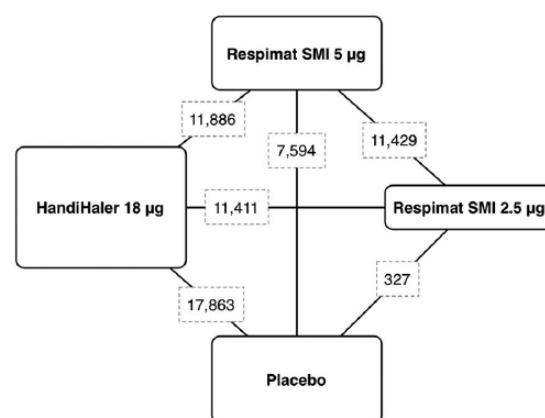 Respimat SMI 5 µg
11,886
7,594
11,429
HandiHaler 18 µg
11,411
Respimat SMI 2.5 µg
17,863
327
Placebo